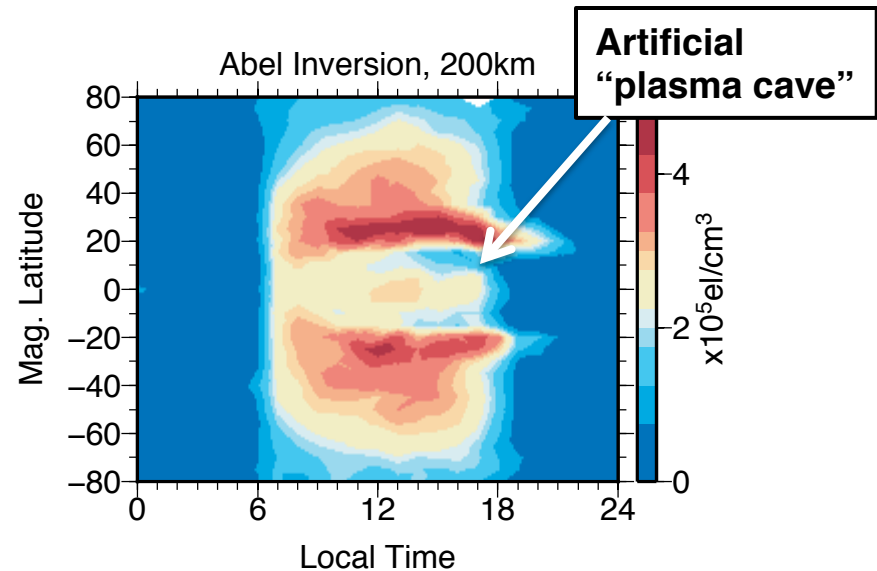 Artificial
“plasma cave”
Abel Inversion, 200km
80
60
40
20
0
−20
−40
−60
−80
Mag. Latitude
0
6
12
18
24
Local Time
4
2
0
x10⁵el/cm³